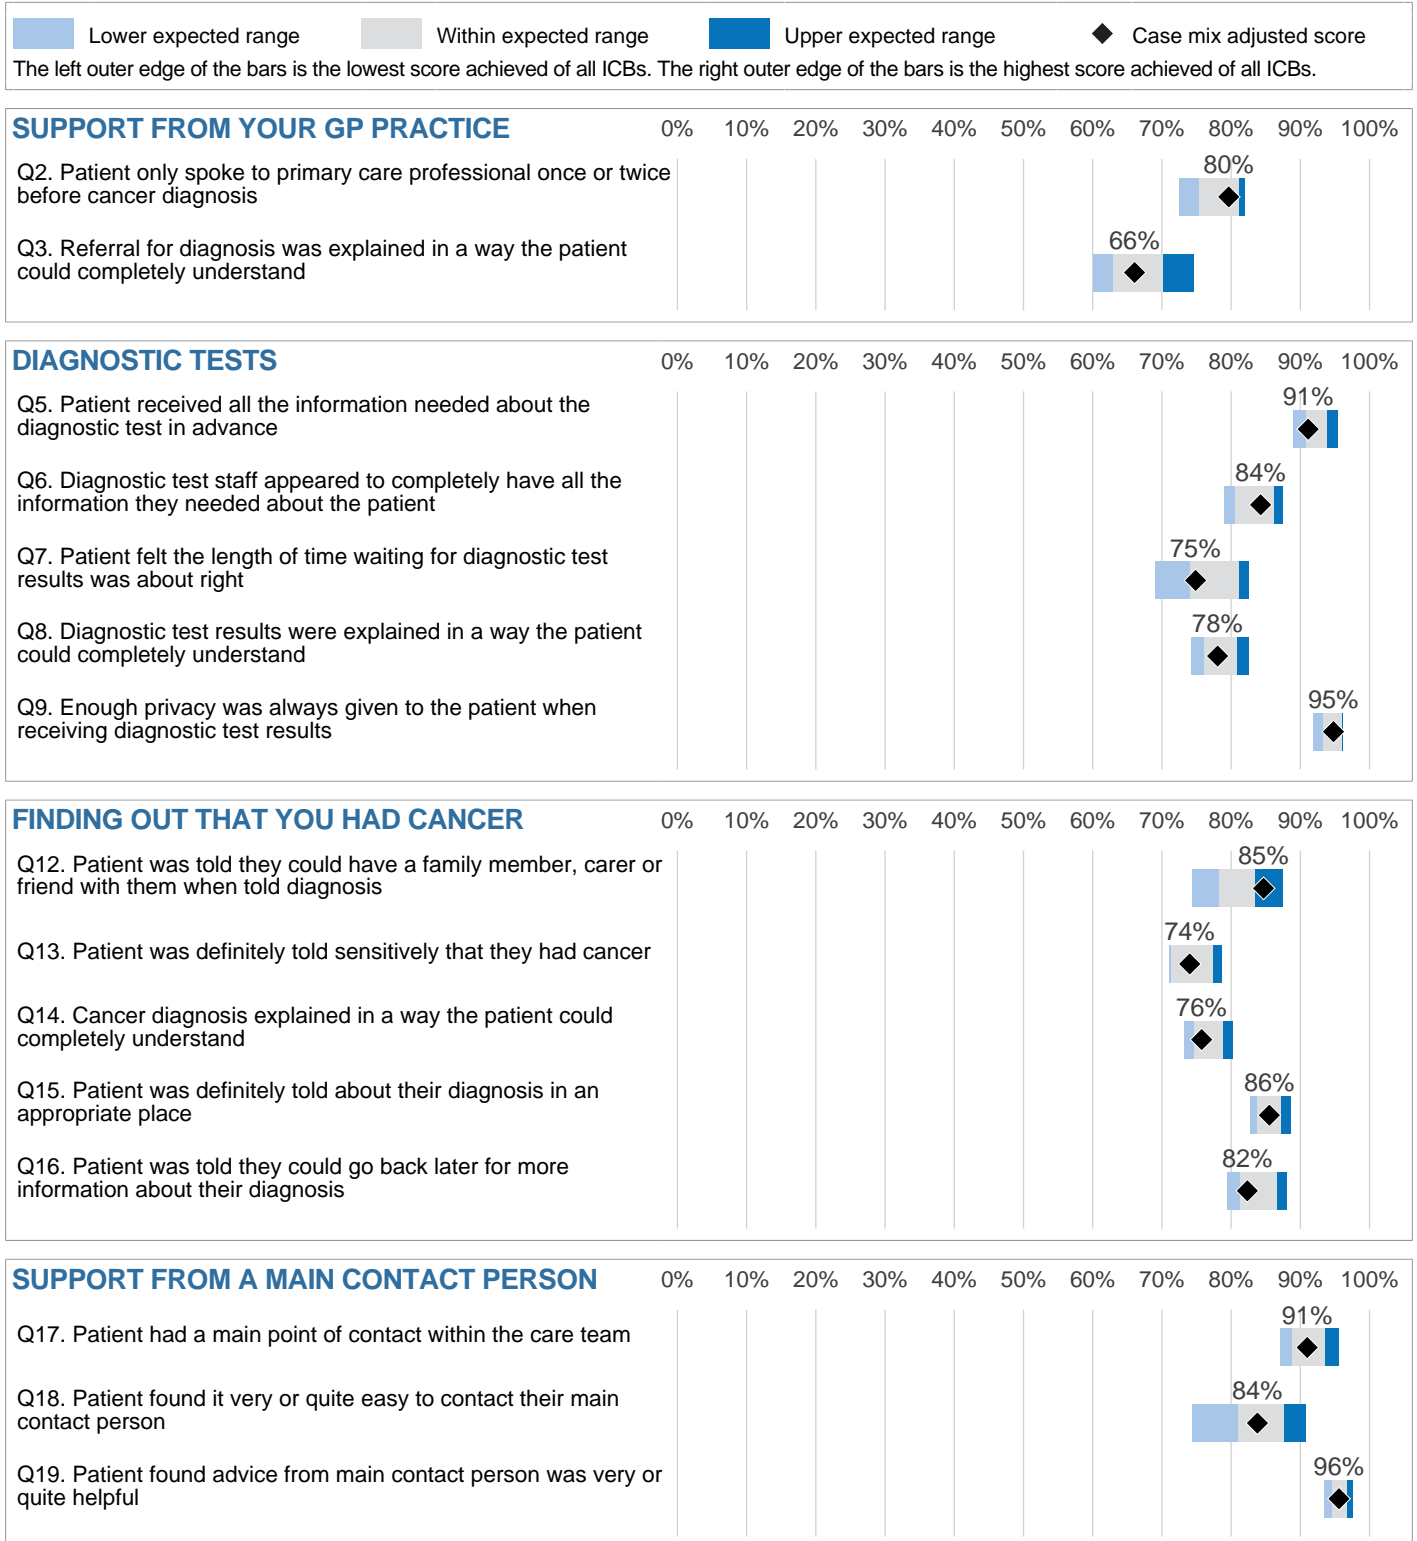 Lower expected range Within expected range Upper expected range Case mix adjusted score
The left outer edge of the bars is the lowest score achieved of all ICBs. The right outer edge of the bars is the highest score achieved of all ICBs.
SUPPORT FROM YOUR GP PRACTICE 0% 10% 20% 30% 40% 50% 60% 70% 80% 90% 100%
80%
Q2. Patient only spoke to primary care professional once or twice
before cancer diagnosis
66%
Q3. Referral for diagnosis was explained in a way the patient
could completely understand
DIAGNOSTIC TESTS 0% 10% 20% 30% 40% 50% 60% 70% 80% 90% 100%
91%
Q5. Patient received all the information needed about the
diagnostic test in advance
84%
Q6. Diagnostic test staff appeared to completely have all the
information they needed about the patient
75%
Q7. Patient felt the length of time waiting for diagnostic test
results was about right
78%
Q8. Diagnostic test results were explained in a way the patient
could completely understand
95%
Q9. Enough privacy was always given to the patient when
receiving diagnostic test results
FINDING OUT THAT YOU HAD CANCER 0% 10% 20% 30% 40% 50% 60% 70% 80% 90% 100%
85%
Q12. Patient was told they could have a family member, carer or
friend with them when told diagnosis
74%
Q13. Patient was definitely told sensitively that they had cancer
76%
Q14. Cancer diagnosis explained in a way the patient could
completely understand
86%
Q15. Patient was definitely told about their diagnosis in an
appropriate place
82%
Q16. Patient was told they could go back later for more
information about their diagnosis
SUPPORT FROM A MAIN CONTACT PERSON 0% 10% 20% 30% 40% 50% 60% 70% 80% 90% 100%
91%
Q17. Patient had a main point of contact within the care team
84%
Q18. Patient found it very or quite easy to contact their main
contact person
96%
Q19. Patient found advice from main contact person was very or
quite helpful